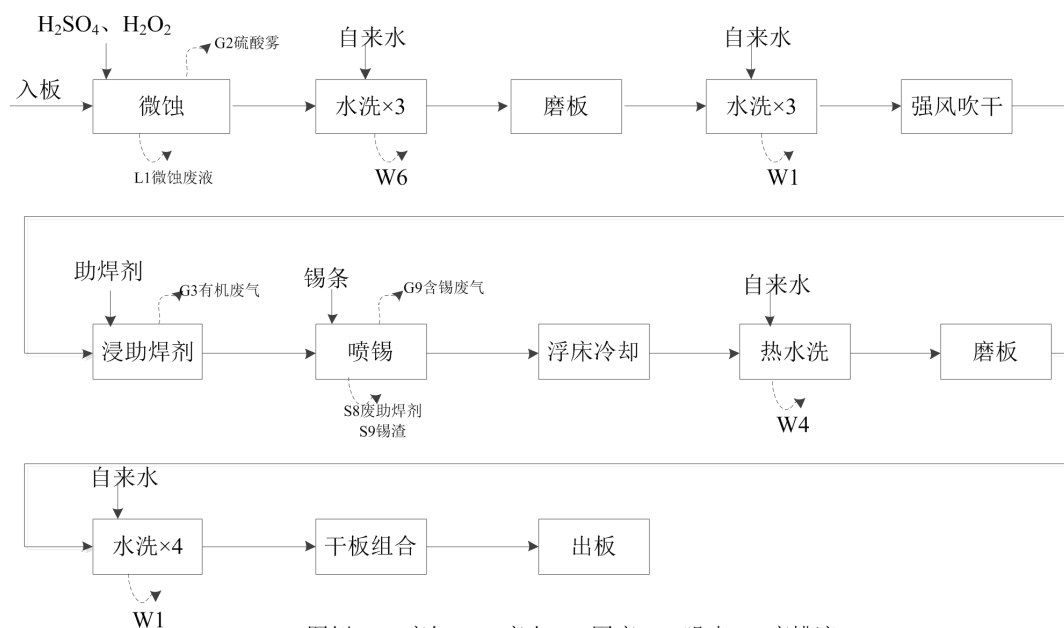 H₂SO₄、H₂O₂
G2硫酸雾
自来水
自来水
入板
微蚀
水洗×3
磨板
水洗×3
强风吹干
L1微蚀废液
W6
W1
助焊剂
G3有机废气
锡条
G9含锡废气
自来水
浸助焊剂
喷锡
浮床冷却
热水洗
磨板
S8废助焊剂
S9锡渣
W4
自来水
水洗×4
干板组合
出板
W1